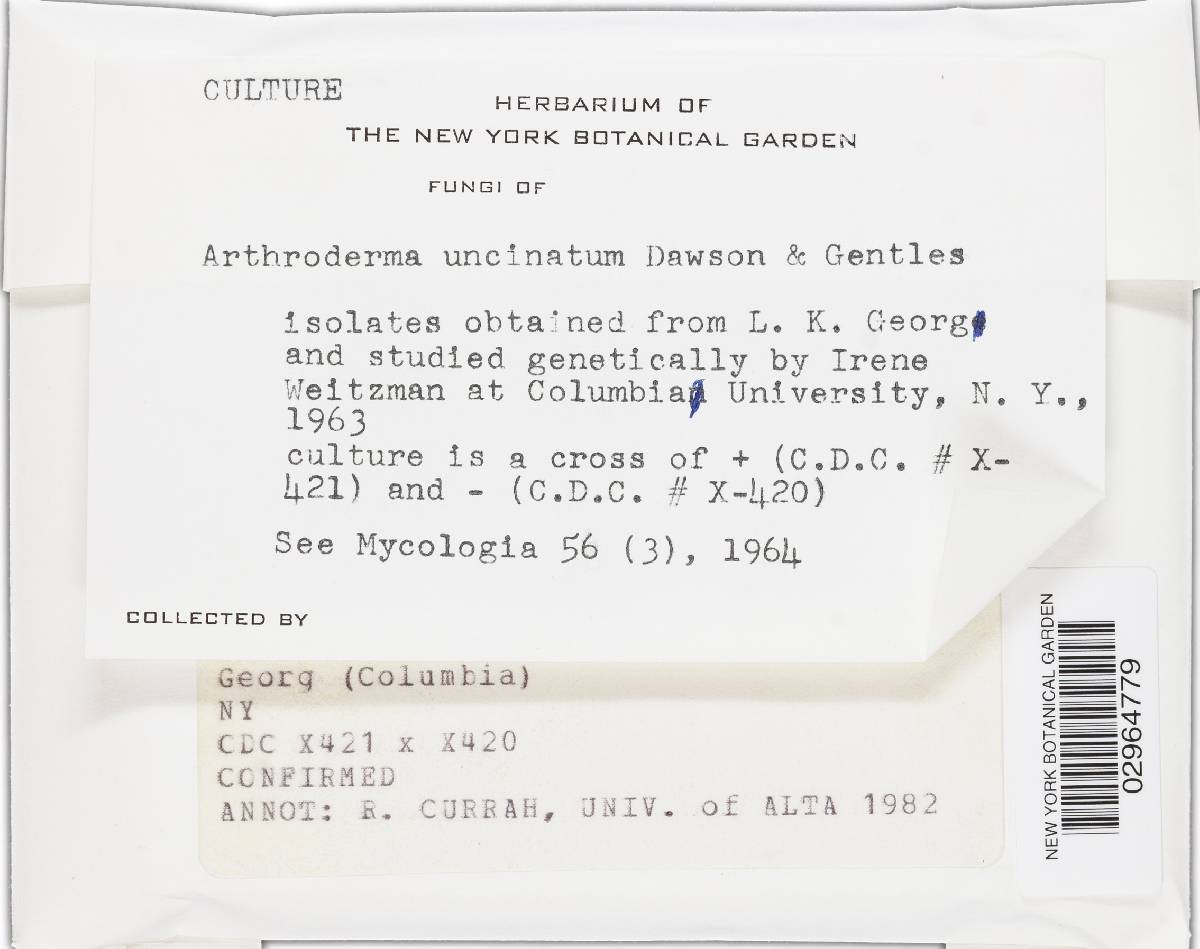 CULTURE
HERBARIUM OF
THE NEW YORK BOTANICAL GARDEN
FUNGI OF
Arthroderma uncinatum Dawson & Gentles
isolates obtained from L. K. Georg
and studied genetically by Irene
Weitzman at Columbia University, N. Y.,
1963
culture is a cross of + (C.D.C. # X-
421) and - (C.D.C. # X-420)
See Mycologia 56 (3), 1964
COLLECTED BY
Georg (Columbia)
NY
CDC X421 x X420
CONFIRMED
ANNOT: R. CURRAH, UNIV. of ALTA 1982
NEW YORK BOTANICAL GARDEN
02964779